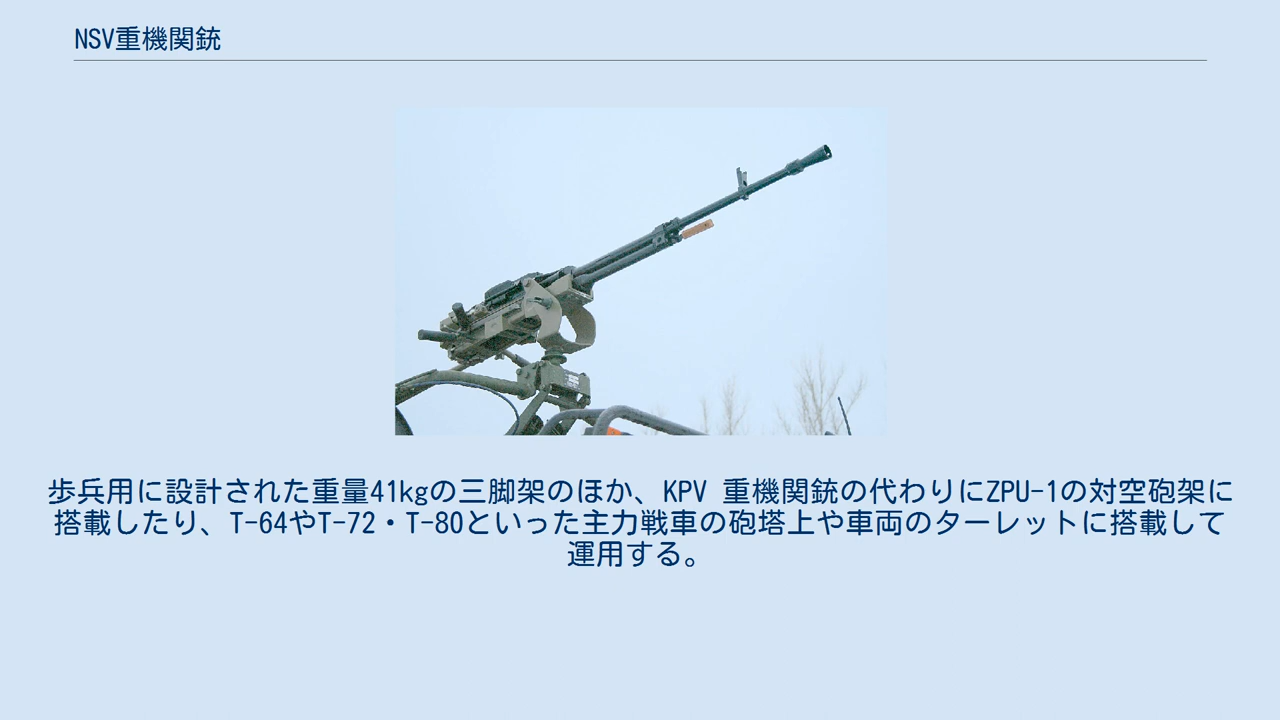 NSV重機関銃
歩兵用に設計された重量41kgの三脚架のほか、KPV 重機関銃の代わりにZPU-1の対空砲架に
搭載したり、T-64やT-72・T-80といった主力戦車の砲塔上や車両のターレットに搭載して
運用する。